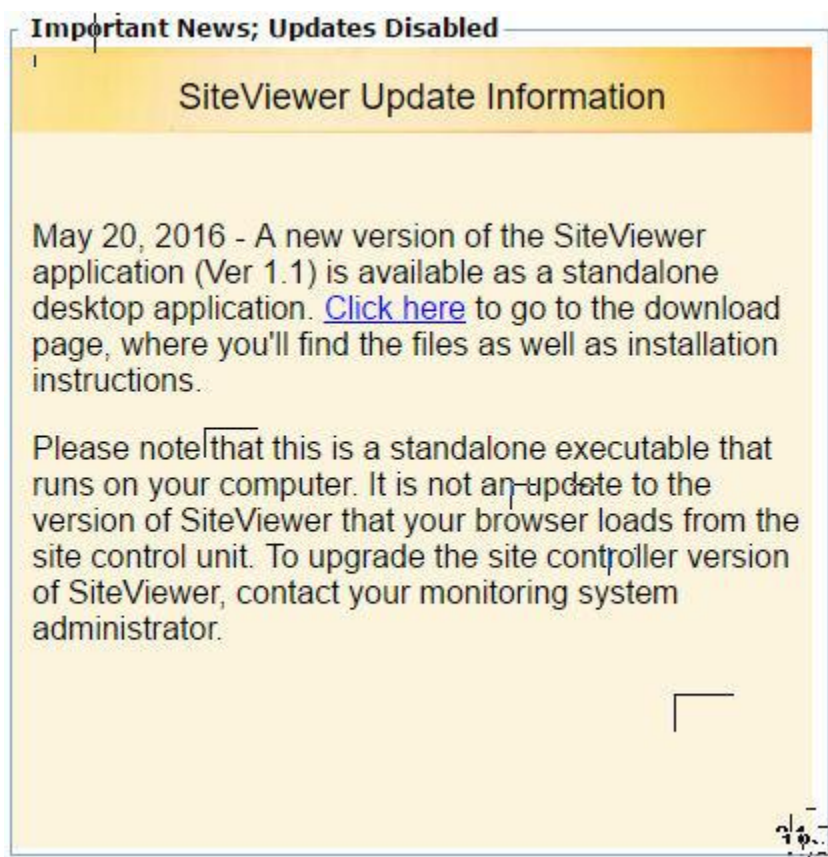 Important News; Updates Disabled
SiteViewer Update Information
May 20, 2016 - A new version of the SiteViewer
application (Ver 1.1) is available as a standalone
desktop application. Click here to go to the download
page, where you'll find the files as well as installation
instructions.
Please note that this is a standalone executable that
runs on your computer. It is not an update to the
version of SiteViewer that your browser loads from the
site control unit. To upgrade the site controller version
of SiteViewer, contact your monitoring system
administrator.